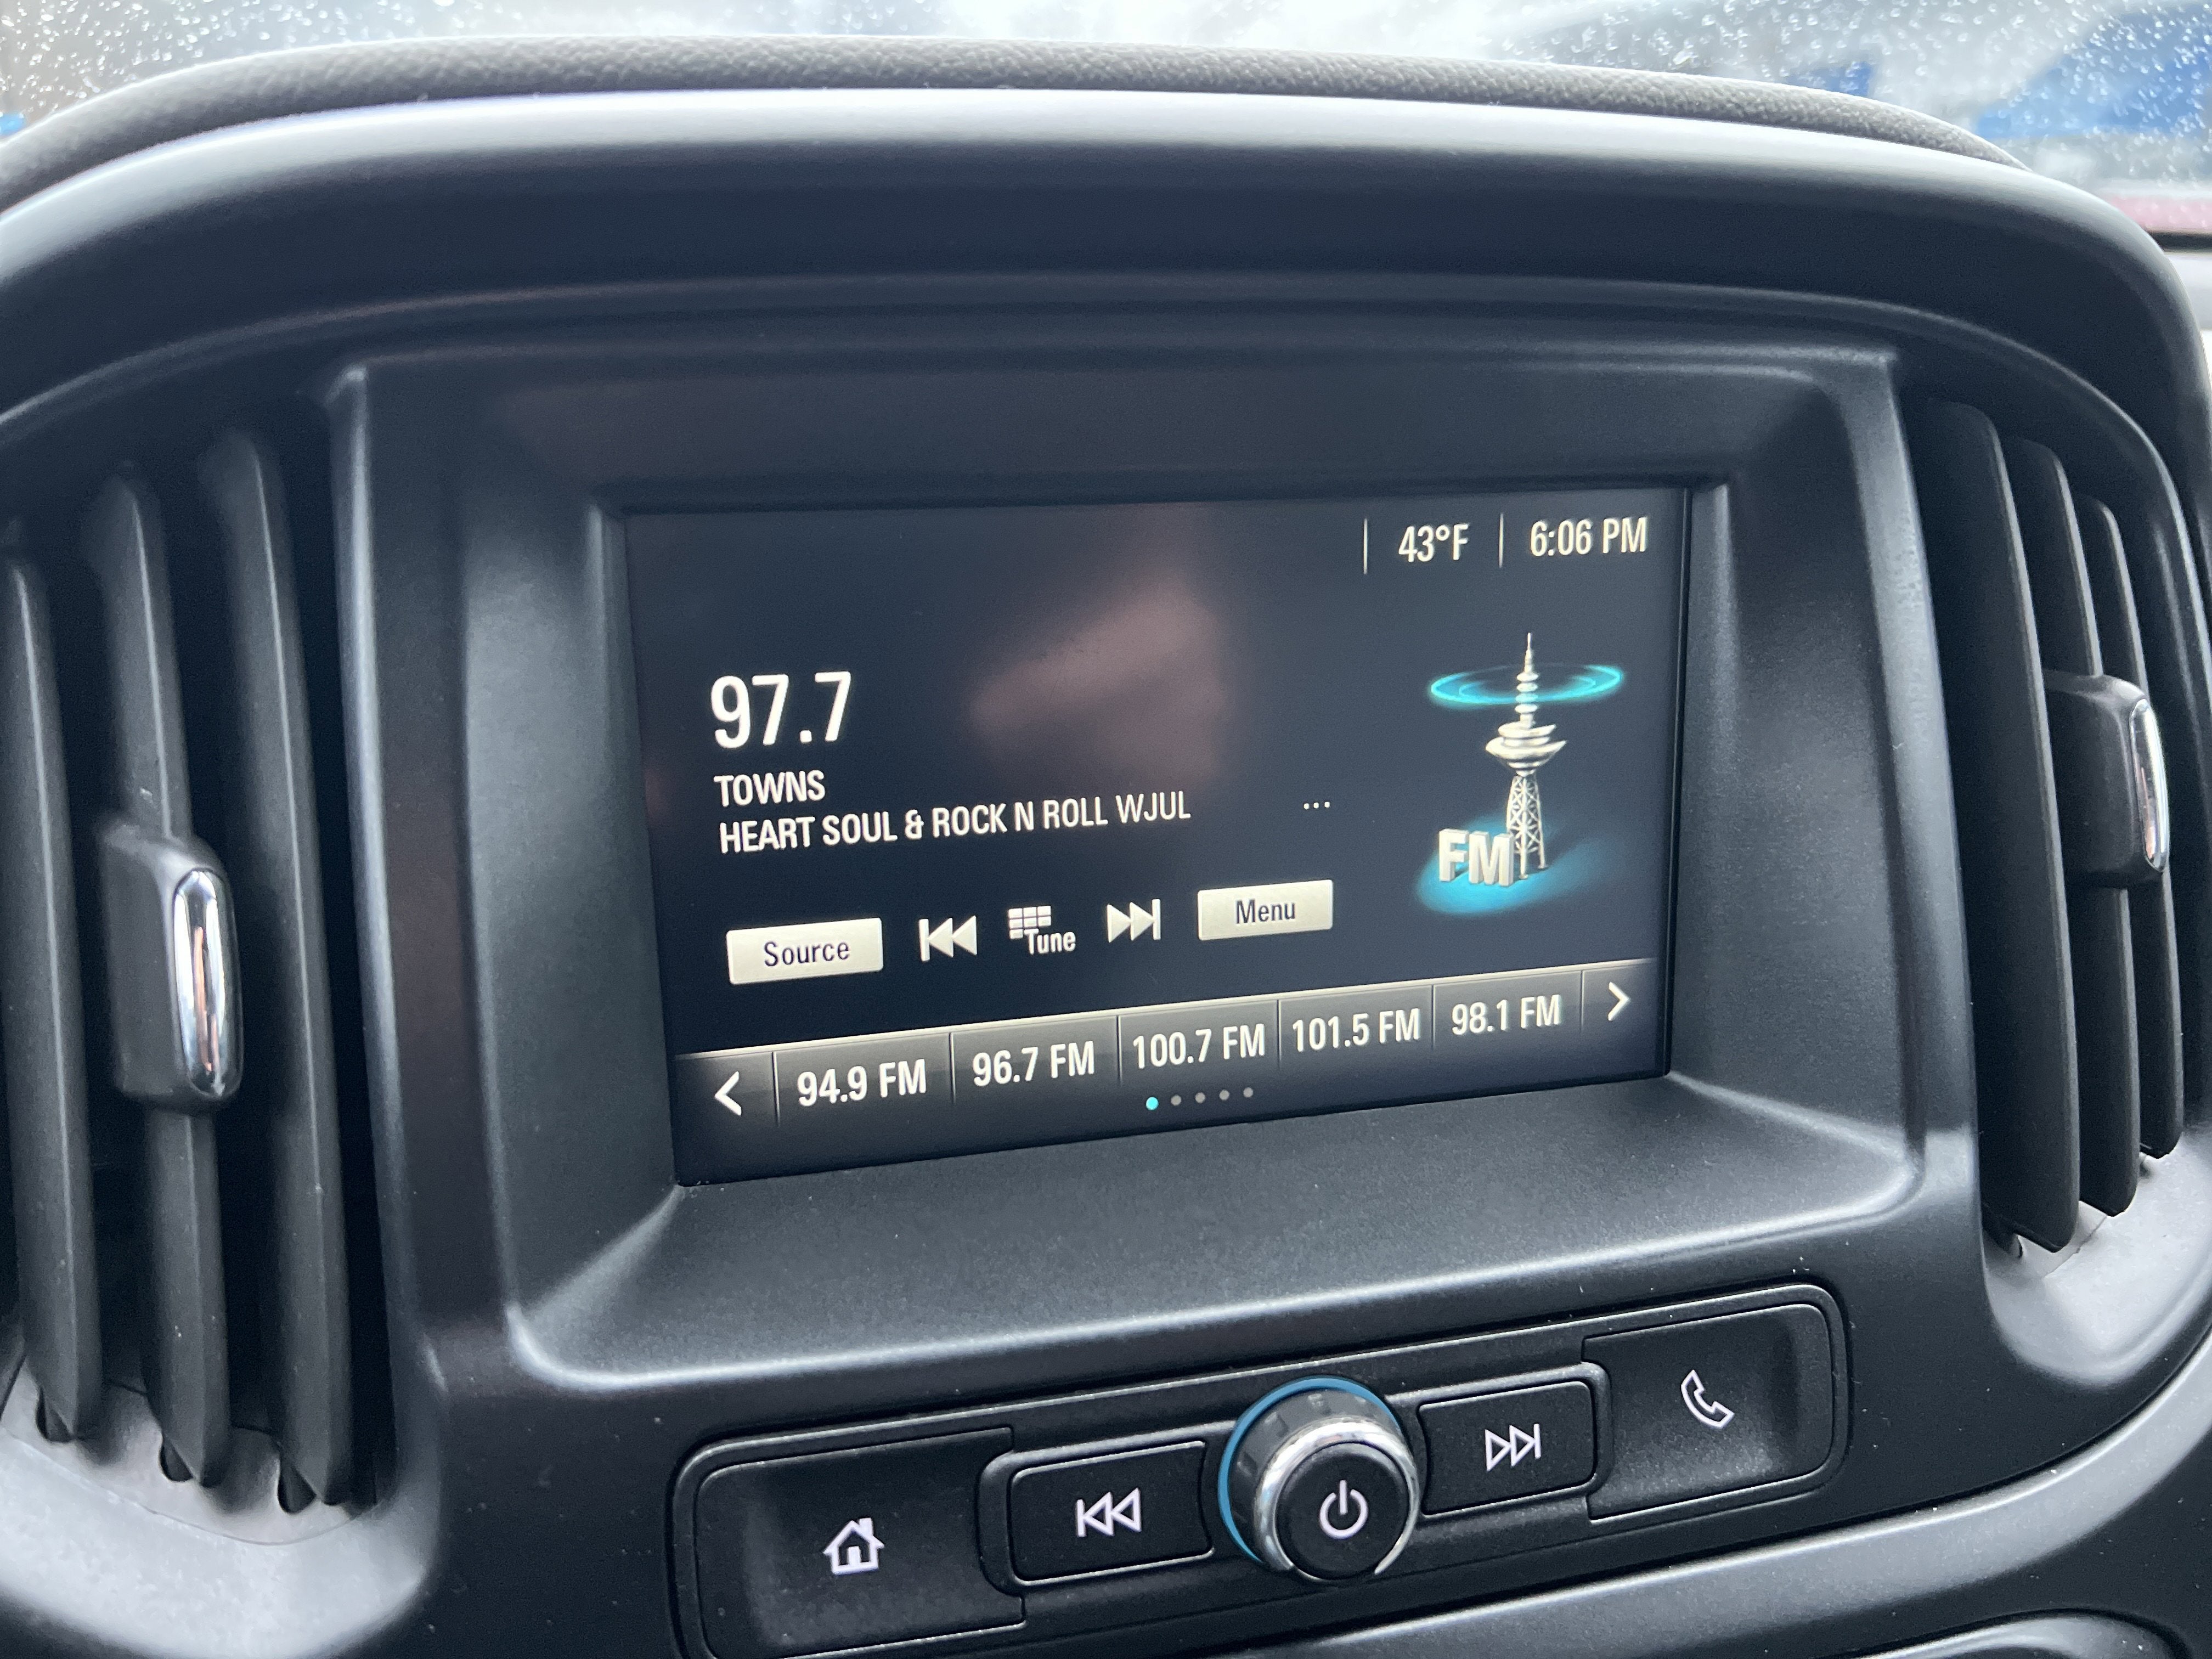 43°F 6:06 PM
97.7
TOWNS
HEART SOUL & ROCK N ROLL WJUL ...
FM
Source Tune Menu
94.9 FM 96.7 FM 100.7 FM 101.5 FM 98.1 FM